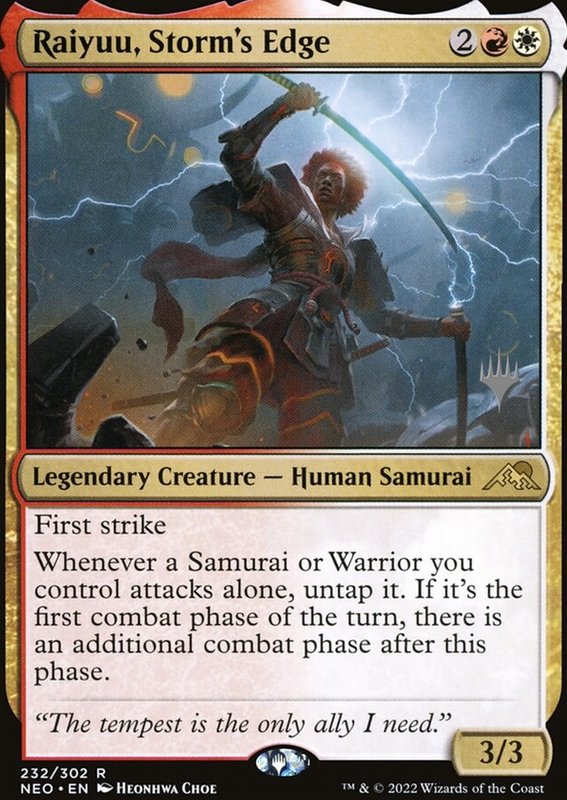 Raiyuu, Storm's Edge 2
Legendary Creature — Human Samurai
First strike
Whenever a Samurai or Warrior you
control attacks alone, untap it. If it's the
first combat phase of the turn, there is
an additional combat phase after this
phase.
“The tempest is the only ally I need.”
3/3
232/302 R
NEO • EN Heonhwa Choe
™ & © 2022 Wizards of the Coast